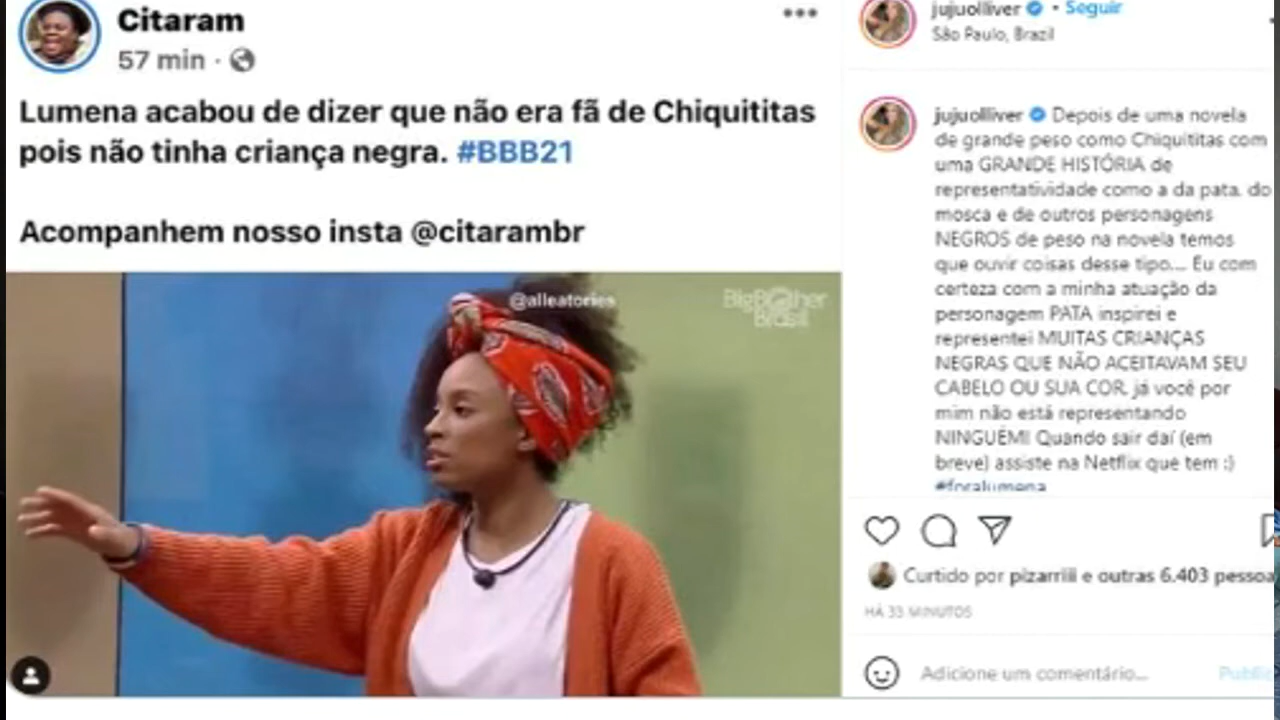 Citaram
57 min ·
Lumena acabou de dizer que não era fã de Chiquititas
pois não tinha criança negra. #BBB21
Acompanhem nosso insta @citarambr
@alleatories
BigBrother
Brasil
jujuolliver • Seguir
São Paulo, Brazil
jujuolliver Depois de uma novela
de grande peso como Chiquititas com
uma GRANDE HISTÓRIA de
representatividade como a da pata. do
mosca e de outros personagens
NEGROS de peso na novela temos
que ouvir coisas desse tipo.... Eu com
certeza com a minha atuação da
personagem PATA inspirei e
representei MUITAS CRIANÇAS
NEGRAS QUE NÃO ACEITAVAM SEU
CABELO OU SUA COR. já você por
mim não está representando
NINGUÉM! Quando sair daí (em
breve) assiste na Netflix que tem :)
#foralumena
Curtido por pizarriii e outras 6.403 pessoa
HÁ 33 MINUTOS
Adicione um comentário...
Public